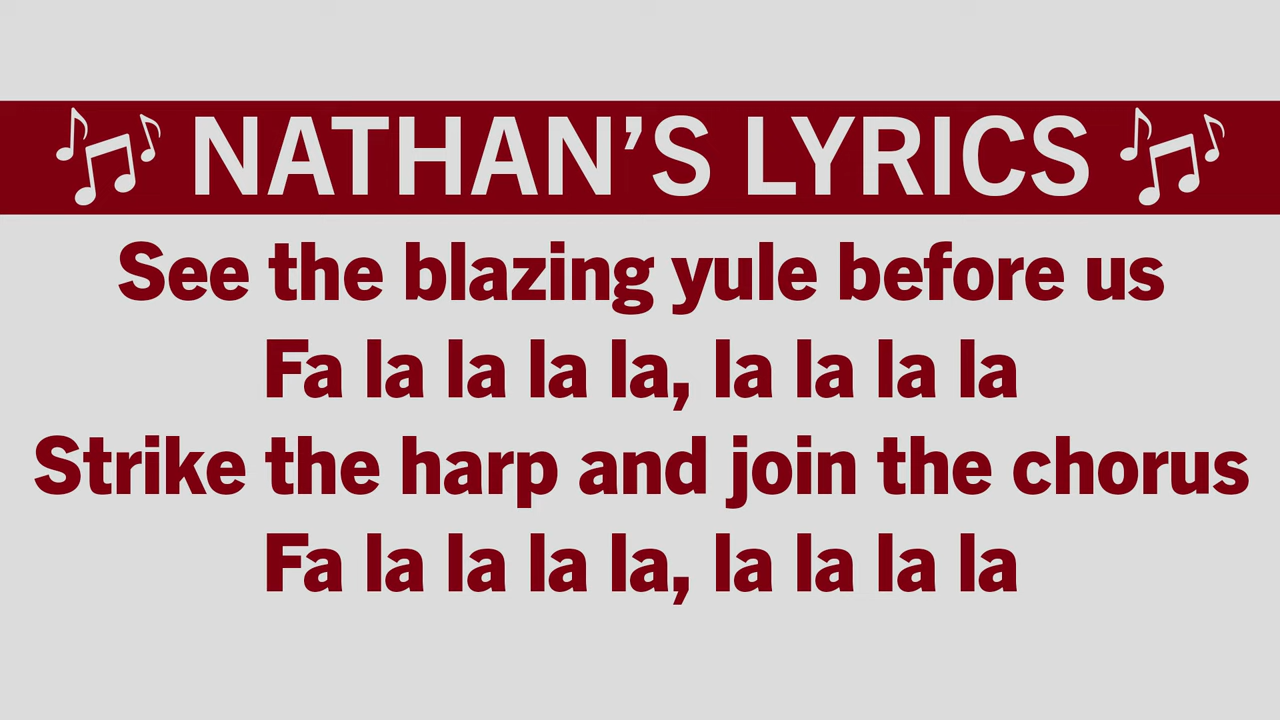 NATHAN’S LYRICS
See the blazing yule before us
Fa la la la la, la la la la
Strike the harp and join the chorus
Fa la la la la, la la la la